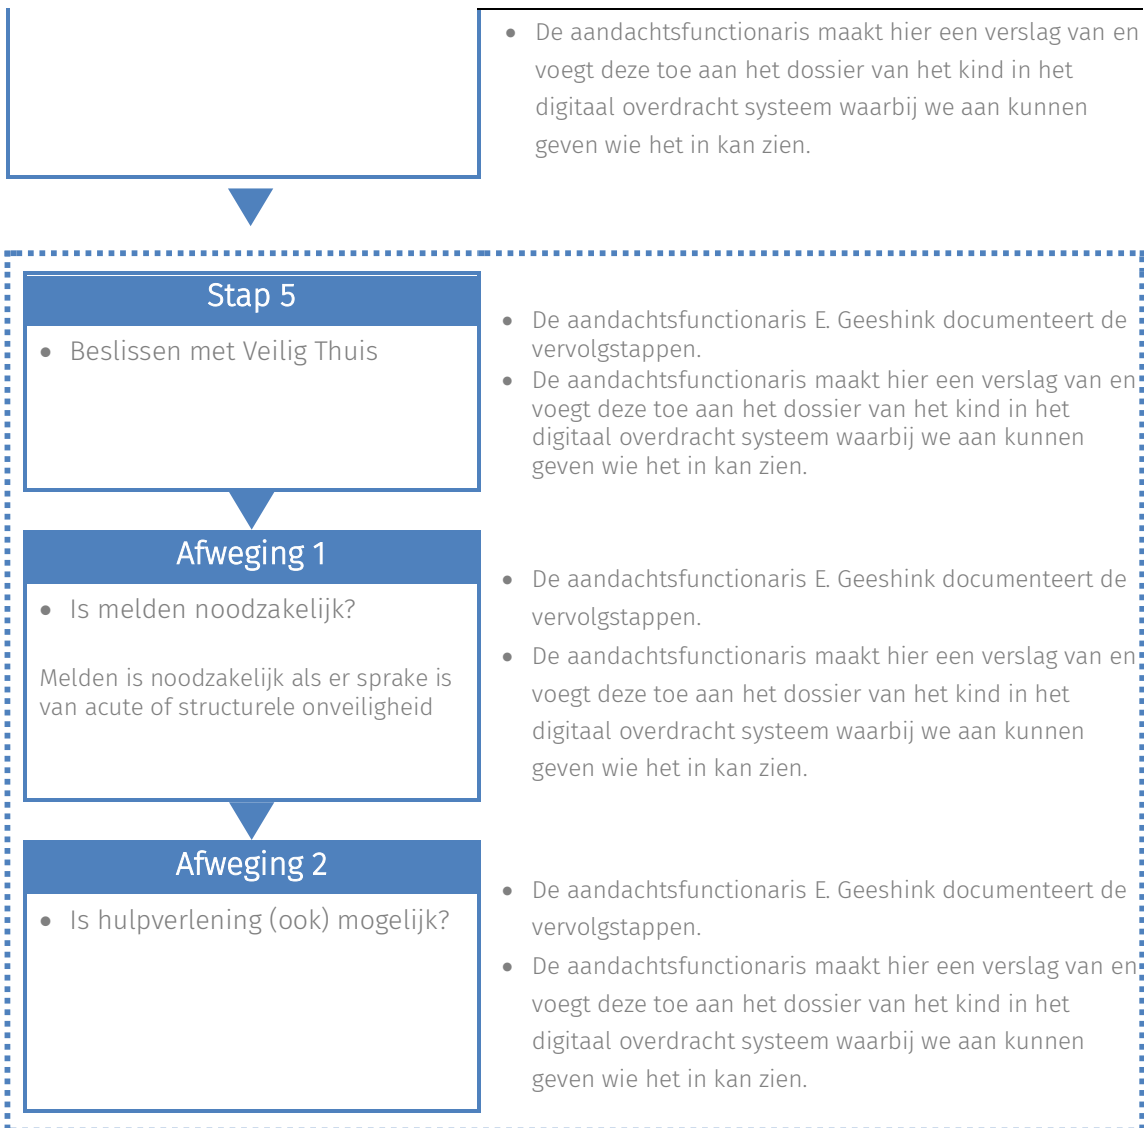 • De aandachtsfunctionaris maakt hier een verslag van en
voegt deze toe aan het dossier van het kind in het
digitaal overdracht systeem waarbij we aan kunnen
geven wie het in kan zien.
Stap 5
• Beslissen met Veilig Thuis
• De aandachtsfunctionaris E. Geeshink documenteert de
vervolgstappen.
• De aandachtsfunctionaris maakt hier een verslag van en
voegt deze toe aan het dossier van het kind in het
digitaal overdracht systeem waarbij we aan kunnen
geven wie het in kan zien.
Afweging 1
• Is melden noodzakelijk?
Melden is noodzakelijk als er sprake is
van acute of structurele onveiligheid
• De aandachtsfunctionaris E. Geeshink documenteert de
vervolgstappen.
• De aandachtsfunctionaris maakt hier een verslag van en
voegt deze toe aan het dossier van het kind in het
digitaal overdracht systeem waarbij we aan kunnen
geven wie het in kan zien.
Afweging 2
• Is hulpverlening (ook) mogelijk?
• De aandachtsfunctionaris E. Geeshink documenteert de
vervolgstappen.
• De aandachtsfunctionaris maakt hier een verslag van en
voegt deze toe aan het dossier van het kind in het
digitaal overdracht systeem waarbij we aan kunnen
geven wie het in kan zien.